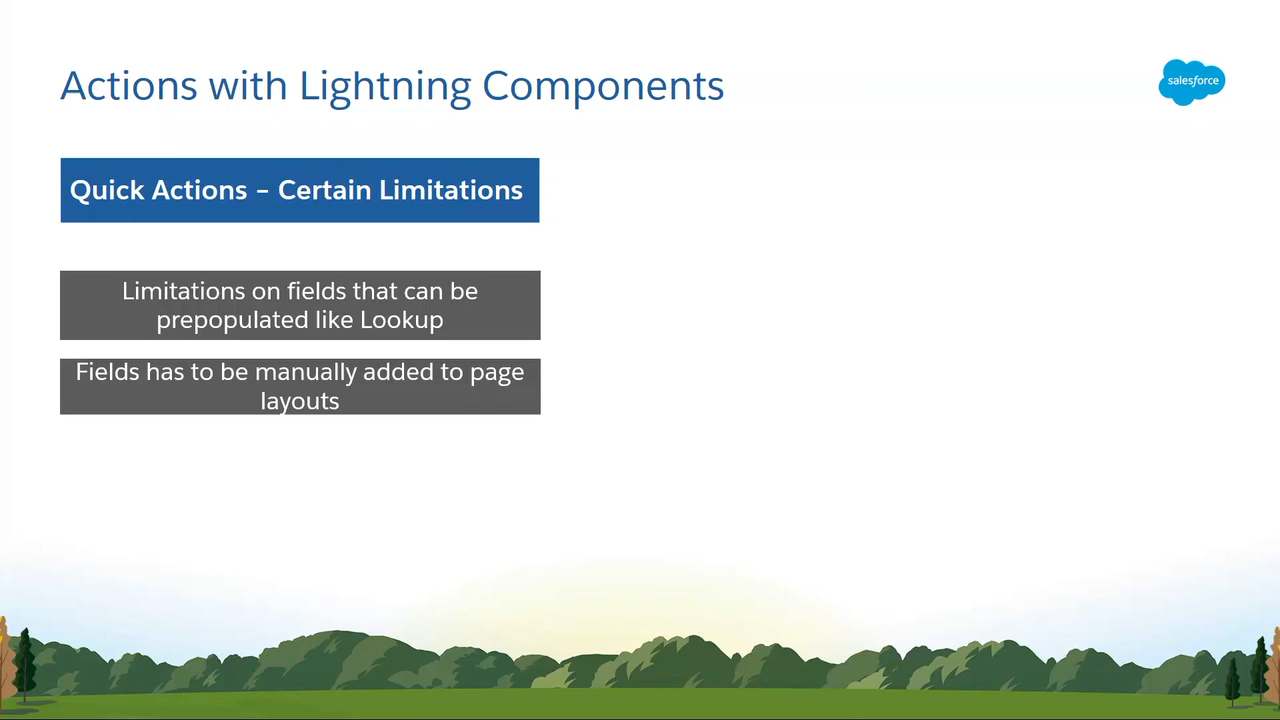 Actions with Lightning Components
salesforce
Quick Actions – Certain Limitations
Limitations on fields that can be
prepopulated like Lookup
Fields has to be manually added to page
layouts